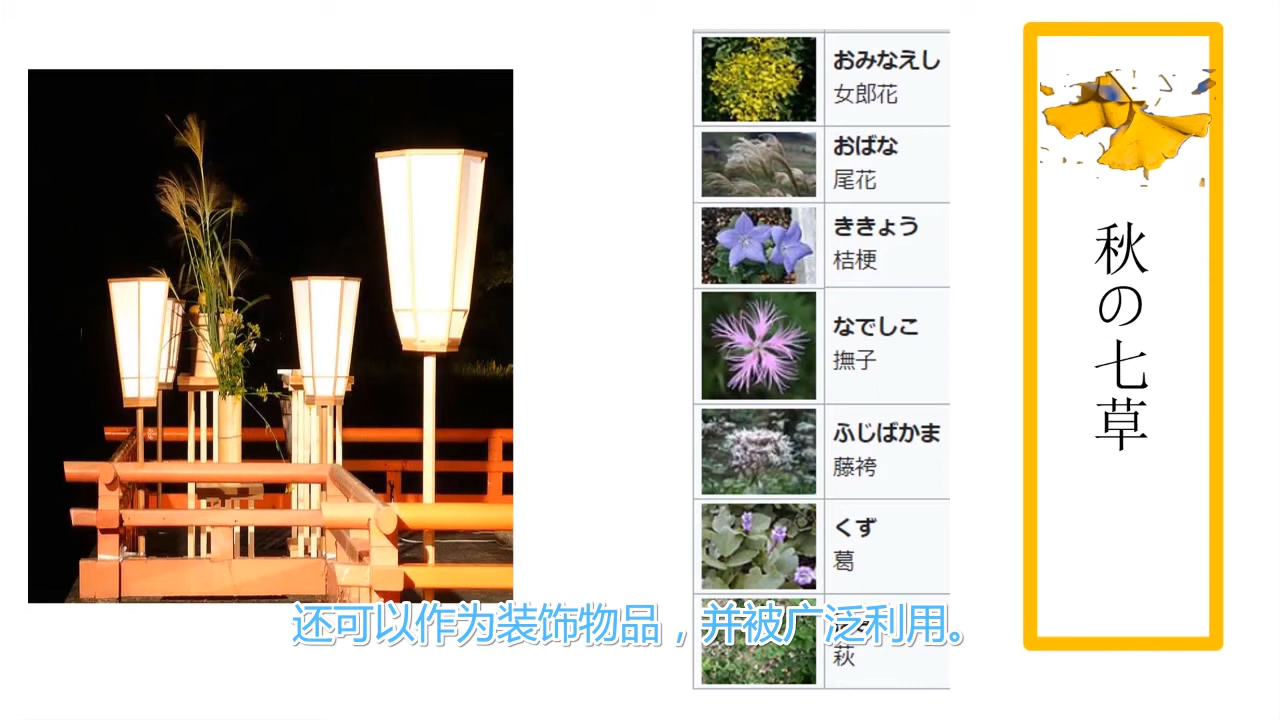 おみなえし
女郎花
おばな
尾花
ききょう
桔梗
なでしこ
撫子
ふじばかま
藤袴
くず
葛
萩
秋の七草
还可以作为装饰物品，并被广泛利用。